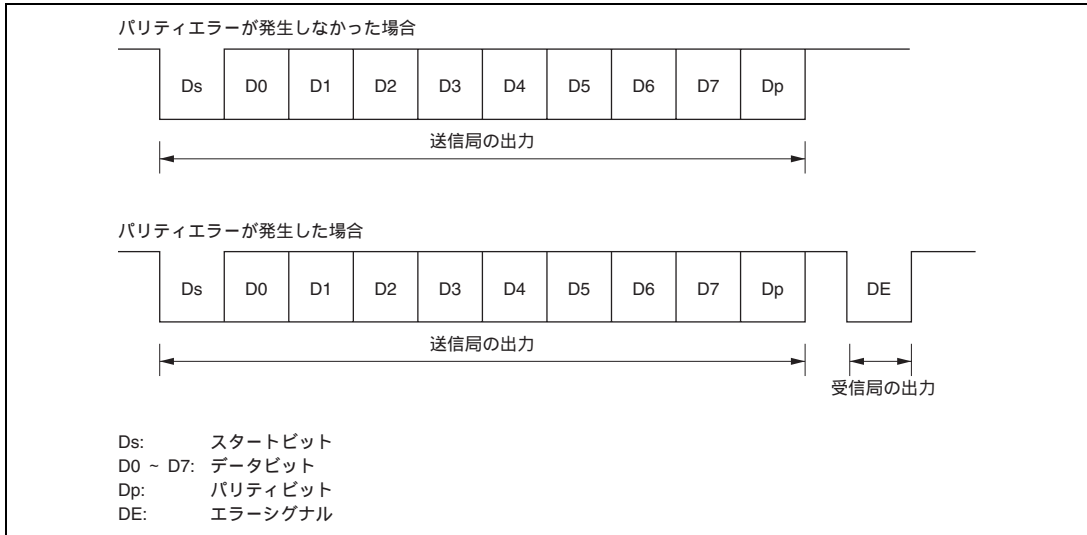 パリティエラーが発生しなかった場合
Ds D0 D1 D2 D3 D4 D5 D6 D7 Dp
送信局の出力
パリティエラーが発生した場合
Ds D0 D1 D2 D3 D4 D5 D6 D7 Dp DE
送信局の出力
受信局の出力
Ds: スタートビット
D0 ~ D7: データビット
Dp: パリティビット
DE: エラーシグナル